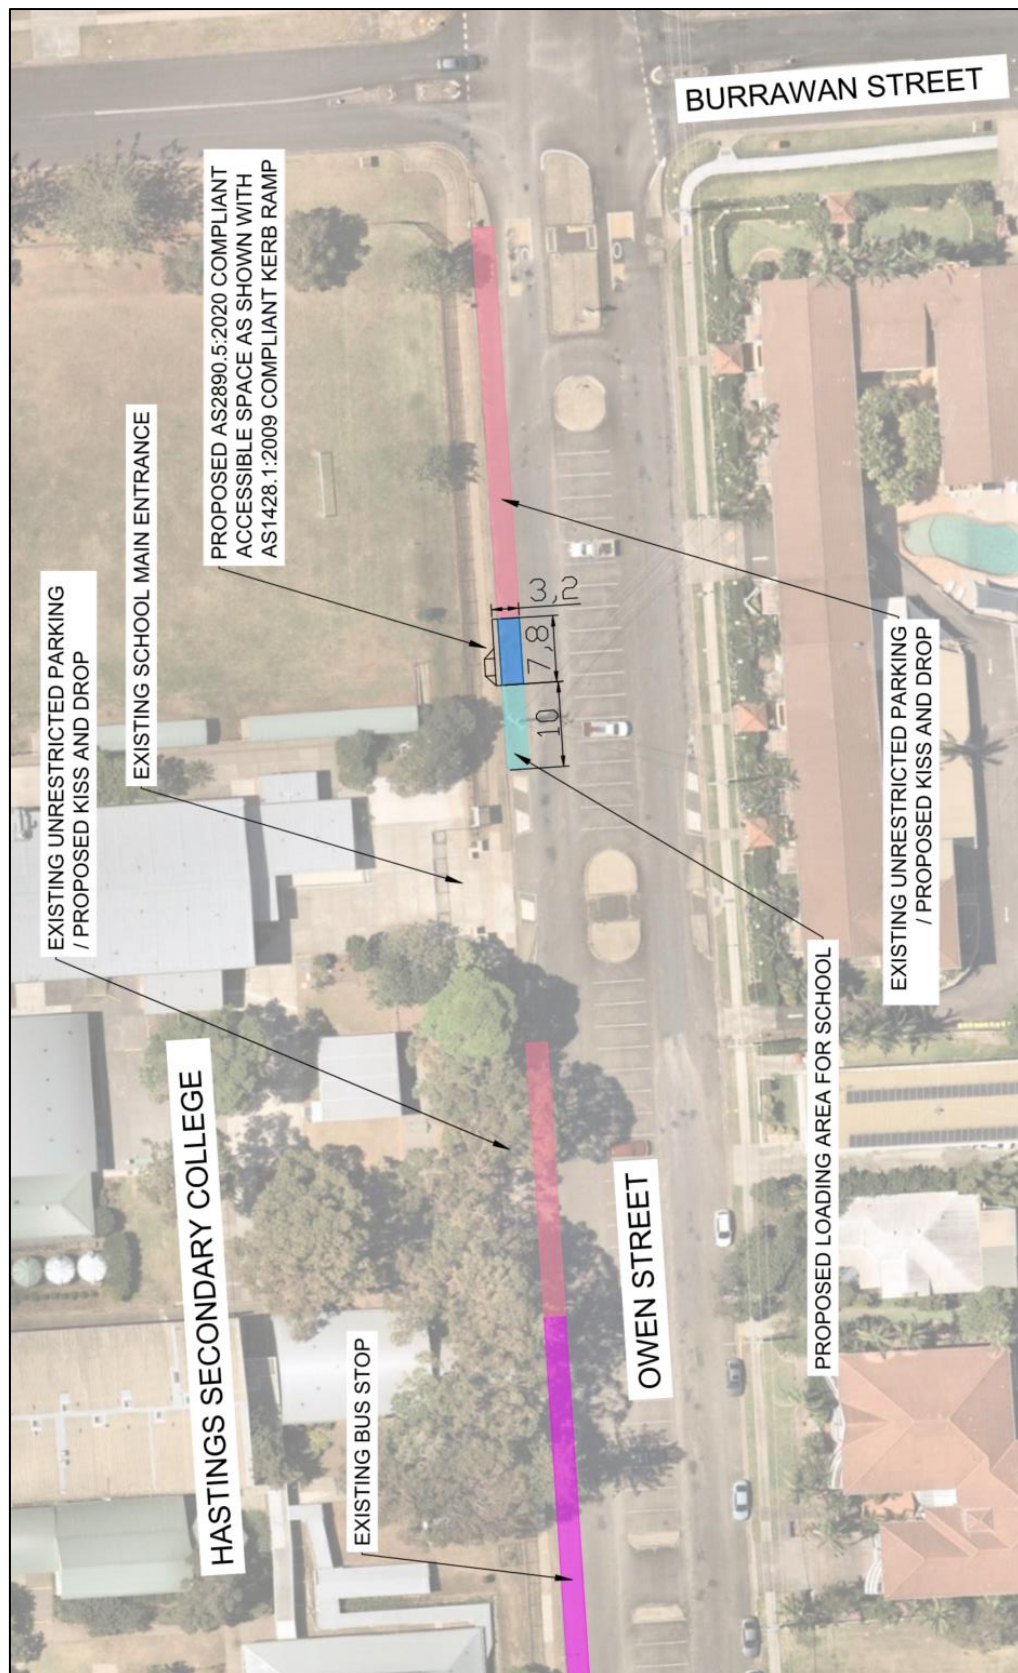 BURRAWAN STREET
PROPOSED AS2890.5:2020 COMPLIANT
ACCESSIBLE SPACE AS SHOWN WITH
AS1428.1:2009 COMPLIANT KERB RAMP
EXISTING SCHOOL MAIN ENTRANCE
EXISTING UNRESTRICTED PARKING
/ PROPOSED KISS AND DROP
3,2
7,8
10
EXISTING UNRESTRICTED PARKING
/ PROPOSED KISS AND DROP
PROPOSED LOADING AREA FOR SCHOOL
HASTINGS SECONDARY COLLEGE
OWEN STREET
EXISTING BUS STOP